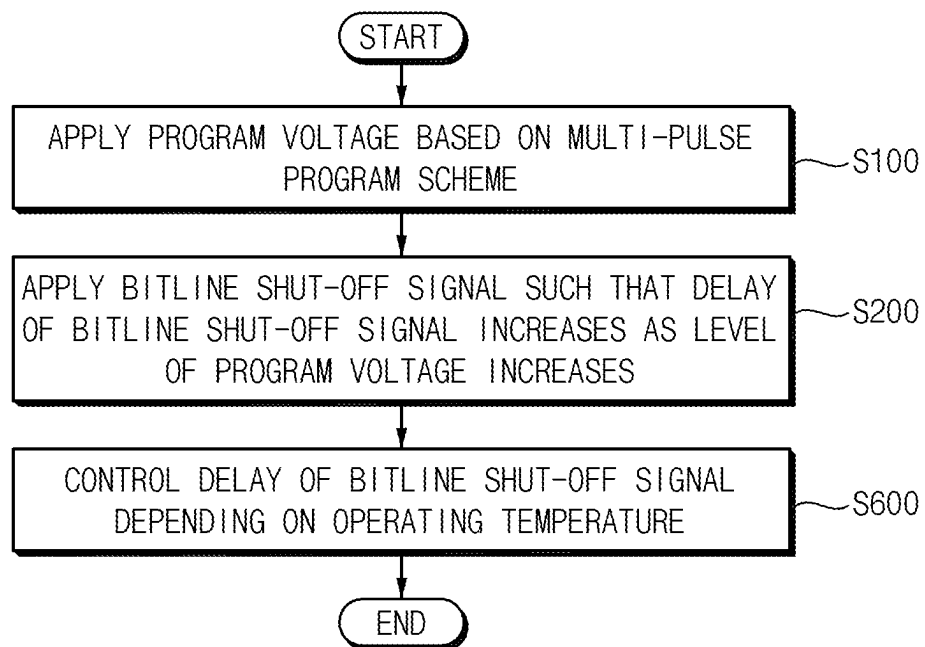 START
APPLY PROGRAM VOLTAGE BASED ON MULTI-PULSE
PROGRAM SCHEME
S100
APPLY BITLINE SHUT-OFF SIGNAL SUCH THAT DELAY
OF BITLINE SHUT-OFF SIGNAL INCREASES AS LEVEL
OF PROGRAM VOLTAGE INCREASES
S200
CONTROL DELAY OF BITLINE SHUT-OFF SIGNAL
DEPENDING ON OPERATING TEMPERATURE
S600
END